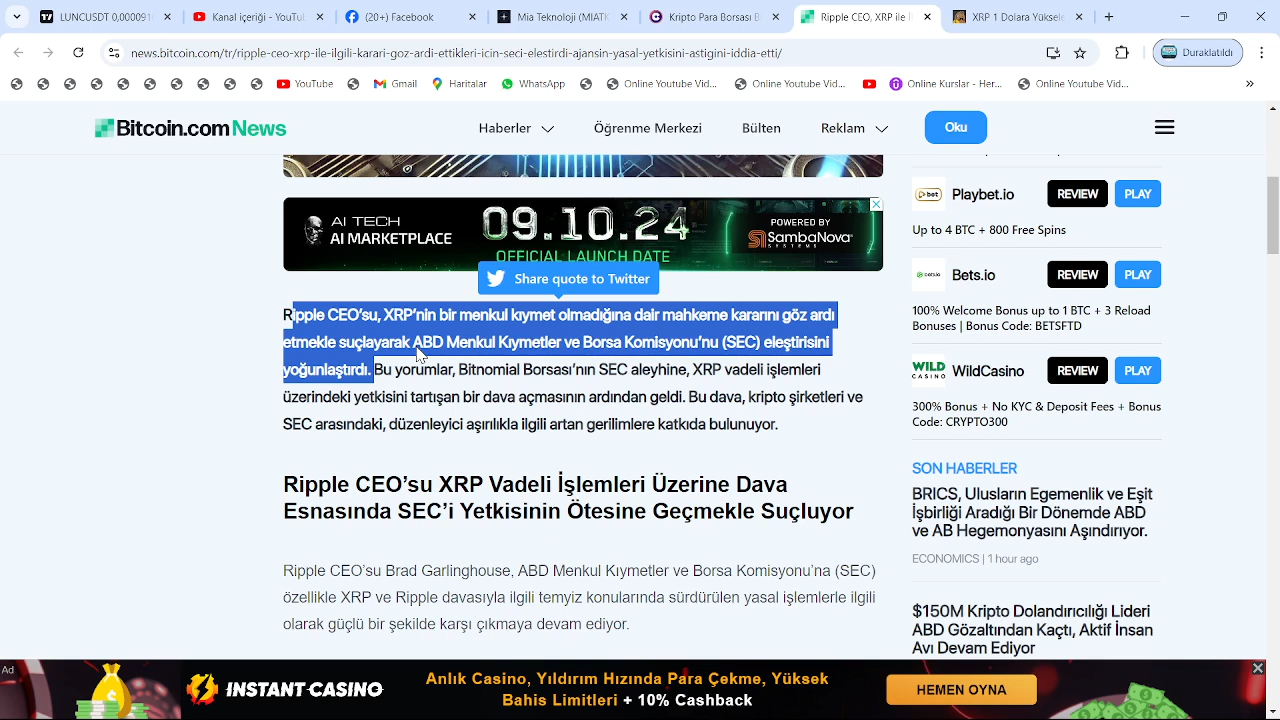 LUNCUSD 0.00009
Kanal içeriği - YouTu
(20+) Facebook
Mia Teknoloji (MIATK
Kripto Para Borsası B
Ripple CEO, XRP ile
XRP 1 Doları Yüksele
news.bitcoin.com/tr/ripple-ceo-xrp-ile-ilgili-karari-goz-ardi-ettikleri-icin-seci-elestirdi-ajansin-yasal-yetkisini-astigini-iddia-etti/
Duraklatıldı
YouTube
Gmail
Haritalar
WhatsApp
Online Youtube Vid...
Online Youtube Vid...
Online Kurslar - Her...
Online Youtube Vid...
Bitcoin.com News
Haberler
Öğrenme Merkezi
Bülten
Reklam
Oku
AI TECH
AI MARKETPLACE
09.10.24
OFFICIAL LAUNCH DATE
POWERED BY
SambaNova
SYSTEMS
Share quote to Twitter
Ripple CEO’su, XRP’nin bir menkul kıymet olmadığına dair mahkeme kararını göz ardı
etmekle suçlayarak ABD Menkul Kıymetler ve Borsa Komisyonu’nu (SEC) eleştirisini
yoğunlaştırdı. Bu yorumlar, Bitnomial Borsası’nın SEC aleyhine, XRP vadeli işlemleri
üzerindeki yetkisini tartışan bir dava açmasının ardından geldi. Bu dava, kripto şirketleri ve
SEC arasındaki, düzenleyici aşırılıkla ilgili artan gerilimlere katkıda bulunuyor.
Ripple CEO’su XRP Vadeli İşlemleri Üzerine Dava
Esnasında SEC’i Yetkisinin Ötesine Geçmekle Suçluyor
Ripple CEO’su Brad Garlinghouse, ABD Menkul Kıymetler ve Borsa Komisyonu’na (SEC)
özellikle XRP ve Ripple davasıyla ilgili temyiz konularında sürdürülen yasal işlemlerle ilgili
olarak güçlü bir şekilde karşı çıkmaya devam ediyor.
bet
Playbet.io
REVIEW
PLAY
Up to 4 BTC + 800 Free Spins
bets.io
Bets.io
REVIEW
PLAY
100% Welcome Bonus up to 1 BTC + 3 Reload
Bonuses | Bonus Code: BETSFTD
WILD
CASINO
WildCasino
REVIEW
PLAY
300% Bonus + No KYC & Deposit Fees + Bonus
Code: CRYPTO300
SON HABERLER
BRICS, Ulusların Egemenlik ve Eşit
İşbirliği Aradığı Bir Dönemde ABD
ve AB Hegemonyasını Aşındırıyor.
ECONOMICS | 1 hour ago
$150M Kripto Dolandırıcılığı Lideri
ABD Gözaltından Kaçtı, Aktif İnsan
Avı Devam Ediyor
Ad
INSTANT CASINO
Anlık Casino, Yıldırım Hızında Para Çekme, Yüksek
Bahis Limitleri + 10% Cashback
HEMEN OYNA